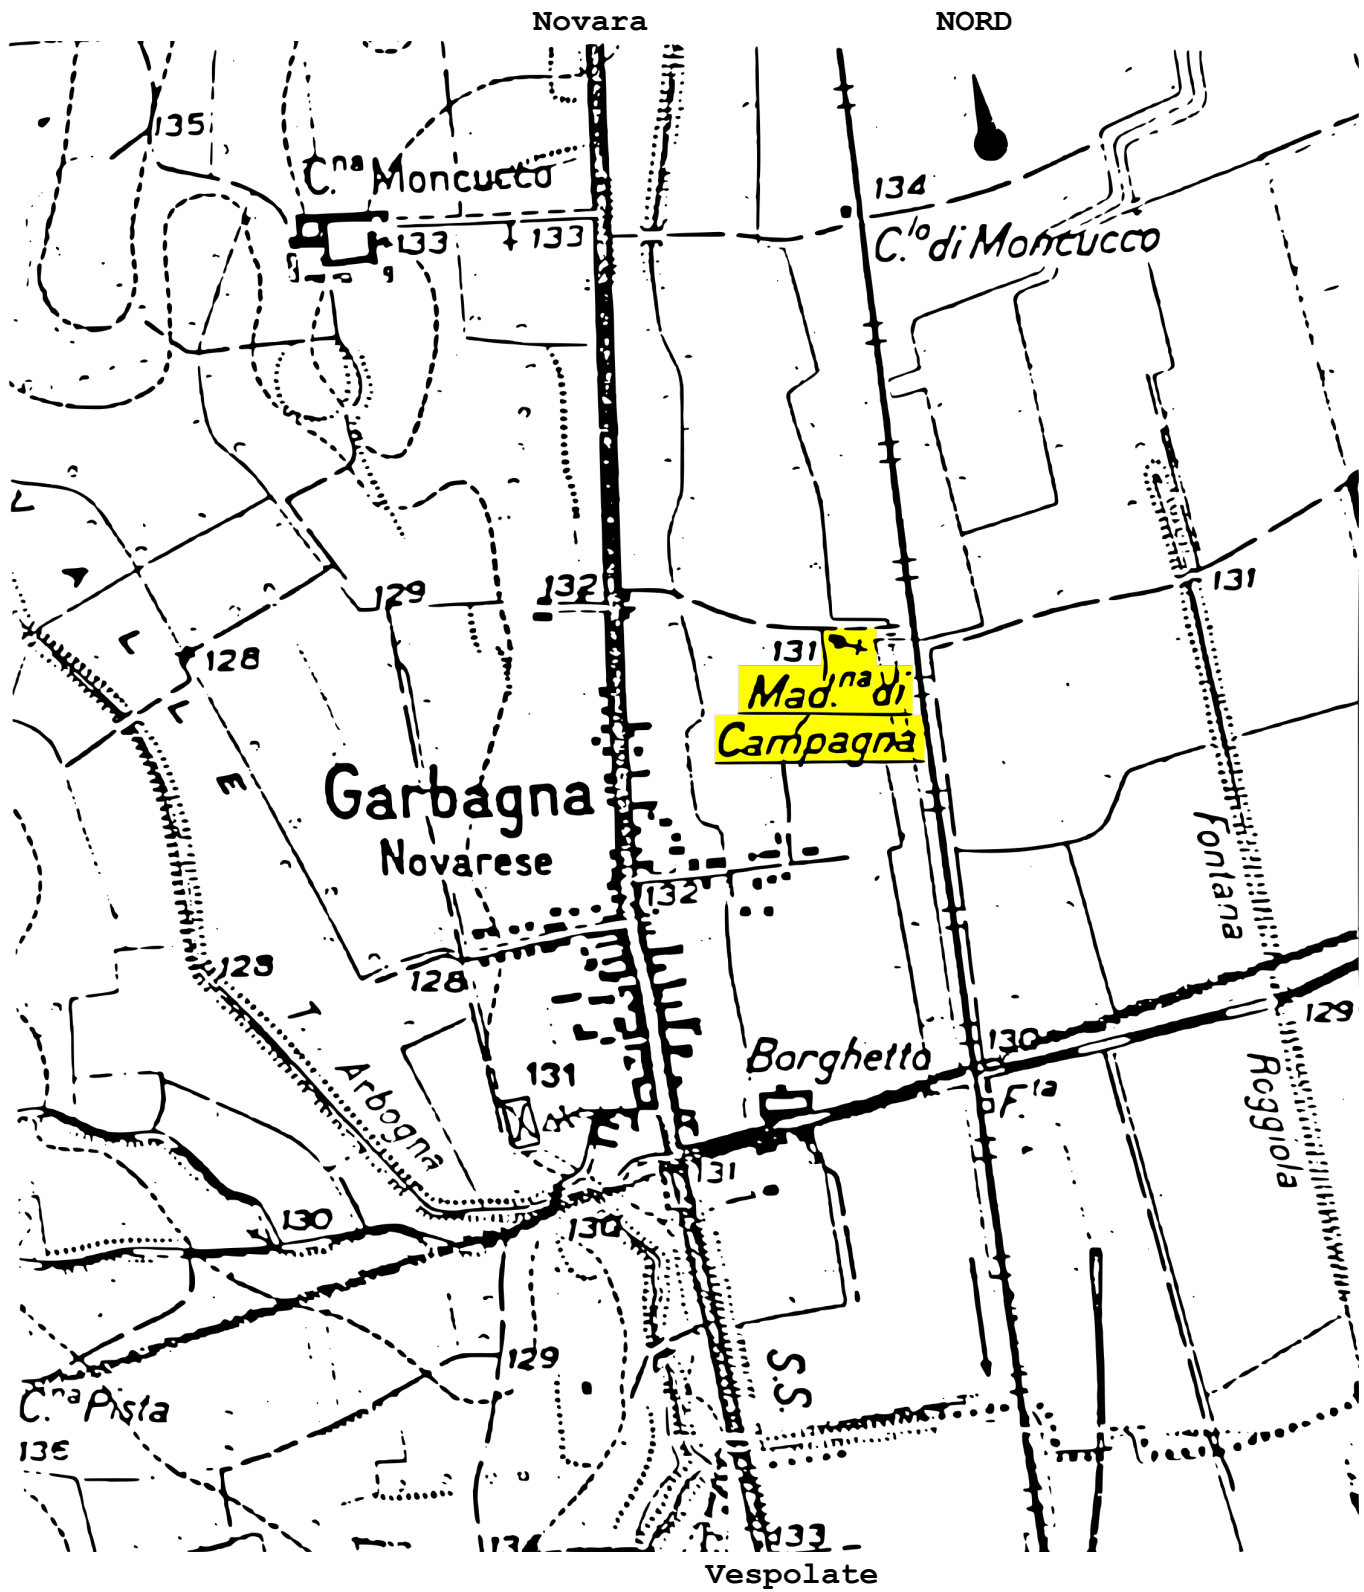 Novara
NORD
135
C.na Moncucco
134
133
133
C.lo di Moncucco
132
129
131
128
131
Mad.na di
Campagna
VALLE
Garbagna
Novarese
132
Fontana
128
128
129
130
Borghetto
T. Arbogna
131
F.ta
Roggiola
131
130
130
129
S.S.
C.na Pista
133
Vespolate